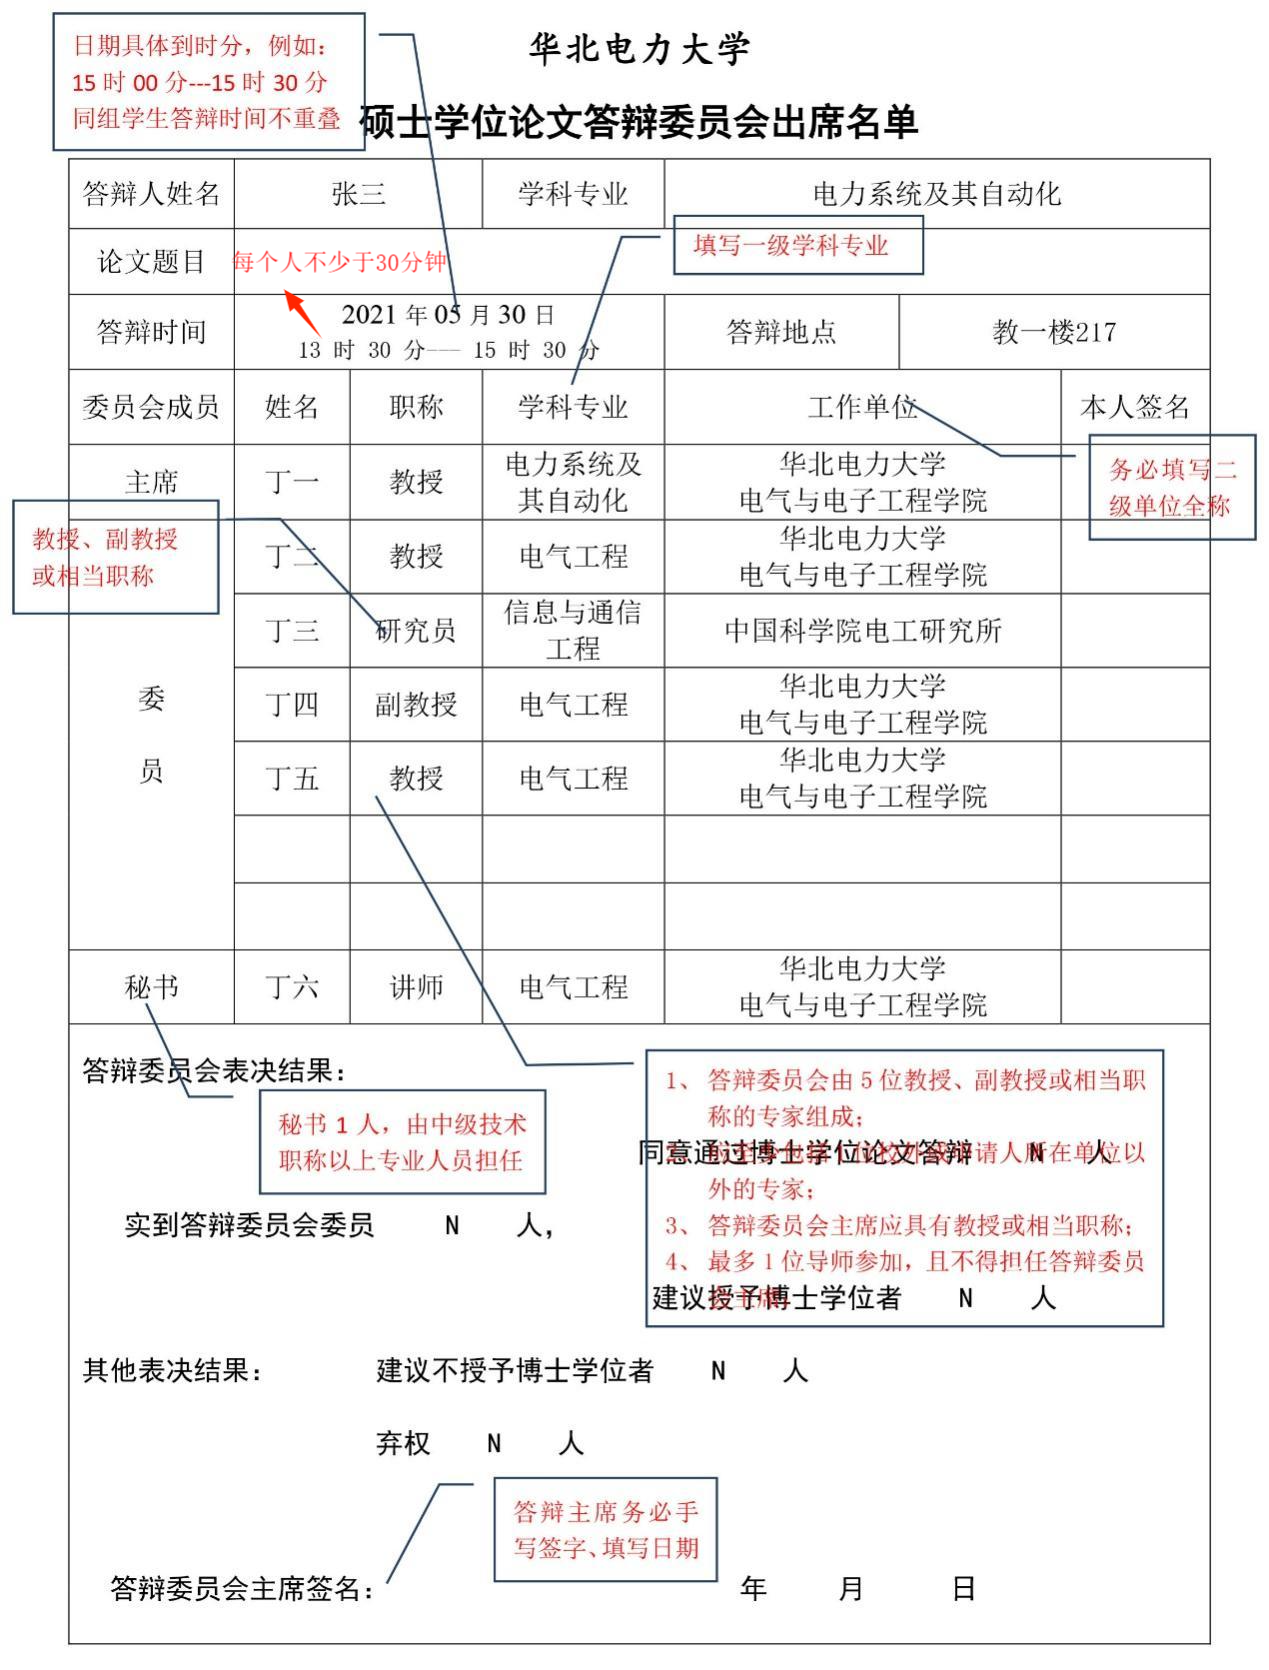 日期具体到时分，例如：
15 时 00 分---15 时 30 分
同组学生答辩时间不重叠
华北电力大学
硕士学位论文答辩委员会出席名单
答辩人姓名 张三 学科专业 电力系统及其自动化
填写一级学科专业
论文题目 每个人不少于30分钟
答辩时间 2021 年 05 月 30 日
13 时 30 分--- 15 时 30 分
答辩地点 教一楼217
委员会成员 姓名 职称 学科专业 工作单位 本人签名
务必填写二
级单位全称
主席 丁一 教授 电力系统及
其自动化
华北电力大学
电气与电子工程学院
教授、副教授
或相当职称
委
员
丁二 教授 电气工程 华北电力大学
电气与电子工程学院
丁三 研究员 信息与通信
工程
中国科学院电工研究所
丁四 副教授 电气工程 华北电力大学
电气与电子工程学院
丁五 教授 电气工程 华北电力大学
电气与电子工程学院
秘书 丁六 讲师 电气工程 华北电力大学
电气与电子工程学院
答辩委员会表决结果：
秘书 1 人，由中级技术
职称以上专业人员担任
1、 答辩委员会由 5 位教授、副教授或相当职
称的专家组成；
请人所在单位以
外的专家；
3、 答辩委员会主席应具有教授或相当职称；
4、 最多 1 位导师参加，且不得担任答辩委员
同意通过博士学位论文答辩 N 人
实到答辩委员会委员 N 人，
建议授予博士学位者 N 人
其他表决结果： 建议不授予博士学位者 N 人
弃权 N 人
答辩主席务必手
写签字、填写日期
答辩委员会主席签名： 年 月 日